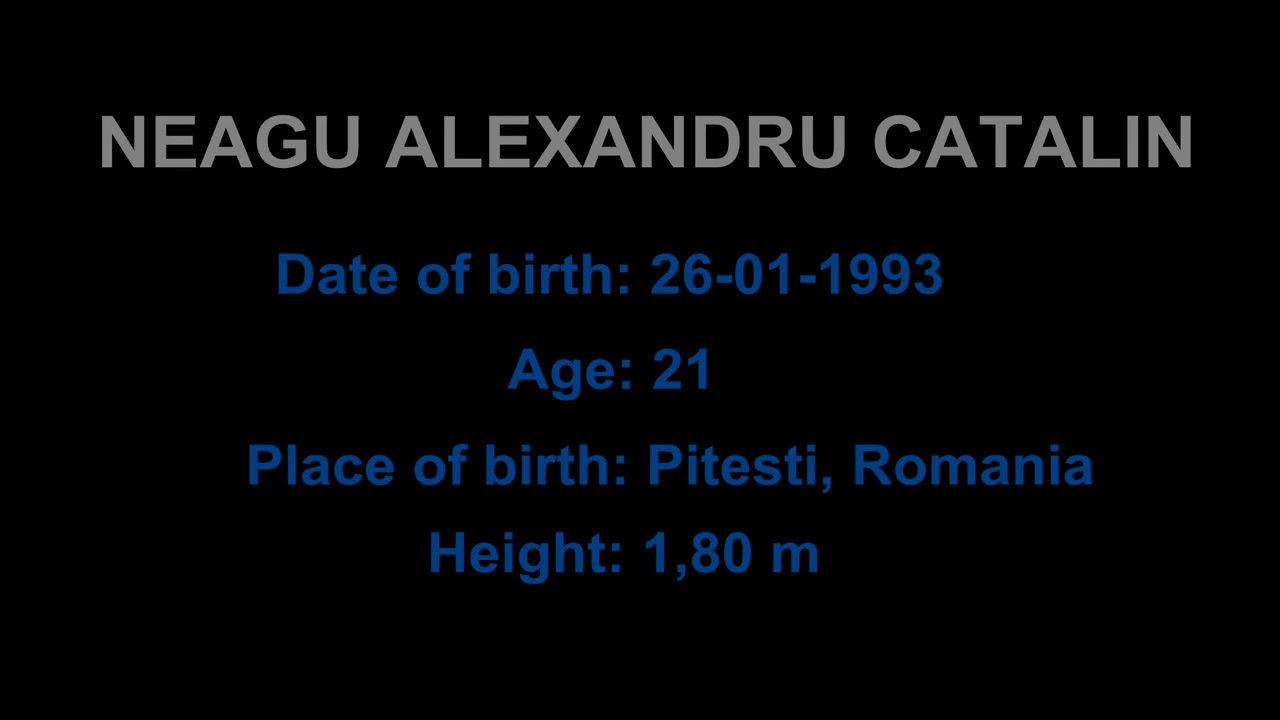 NEAGU ALEXANDRU CATALIN
Date of birth: 26-01-1993
Age: 21
Place of birth: Pitesti, Romania
Height: 1,80 m